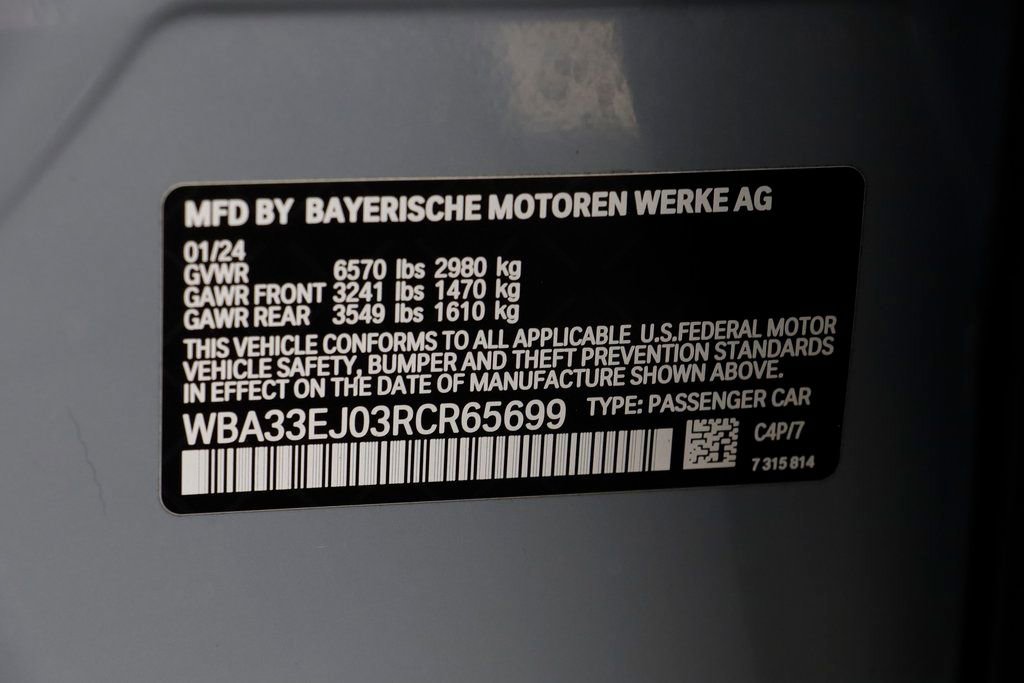 MFD BY BAYERISCHE MOTOREN WERKE AG
01/24
GVWR 6570 lbs 2980 kg
GAWR FRONT 3241 lbs 1470 kg
GAWR REAR 3549 lbs 1610 kg
THIS VEHICLE CONFORMS TO ALL APPLICABLE U.S.FEDERAL MOTOR
VEHICLE SAFETY, BUMPER AND THEFT PREVENTION STANDARDS
IN EFFECT ON THE DATE OF MANUFACTURE SHOWN ABOVE.
WBA33EJ03RCR65699 TYPE: PASSENGER CAR
C4P/7
7 315 814